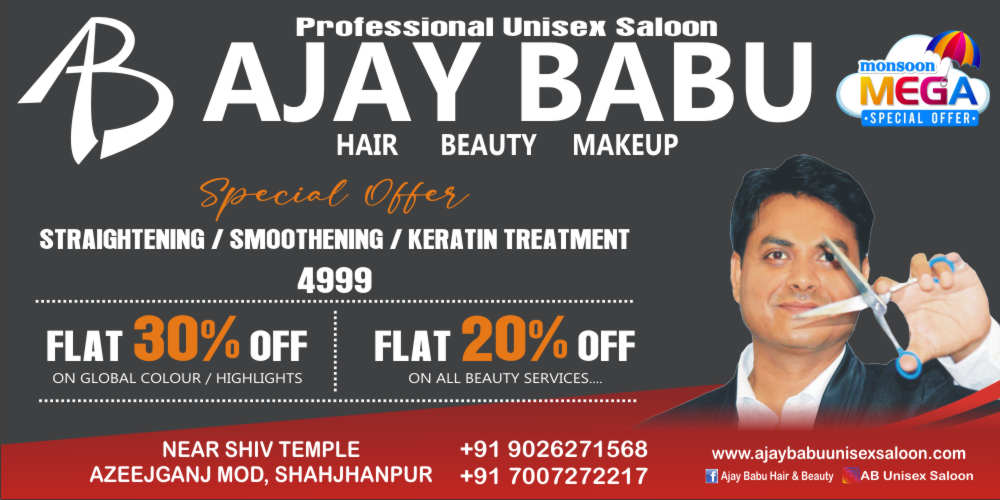 AB
Professional Unisex Saloon
AJAY BABU
HAIR BEAUTY MAKEUP
monsoon
MEGA
SPECIAL OFFER
Special Offer
STRAIGHTENING / SMOOTHENING / KERATIN TREATMENT
4999
FLAT 30% OFF
ON GLOBAL COLOUR / HIGHLIGHTS
FLAT 20% OFF
ON ALL BEAUTY SERVICES....
NEAR SHIV TEMPLE
AZEEJGANJ MOD, SHAHJHANPUR
+91 9026271568
+91 7007272217
www.ajaybabuunisexsaloon.com
f Ajay Babu Hair & Beauty AB Unisex Saloon